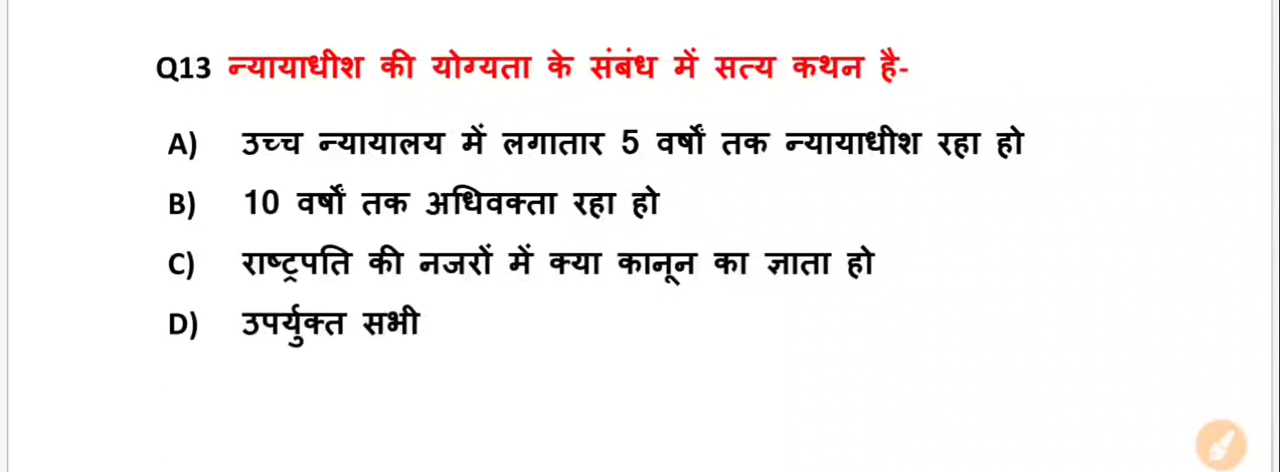 Q13 न्यायाधीश की योग्यता के संबंध में सत्य कथन है-
A) उच्च न्यायालय में लगातार 5 वर्षों तक न्यायाधीश रहा हो
B) 10 वर्षों तक अधिवक्ता रहा हो
C) राष्ट्रपति की नजरों में क्या कानून का ज्ञाता हो
D) उपर्युक्त सभी